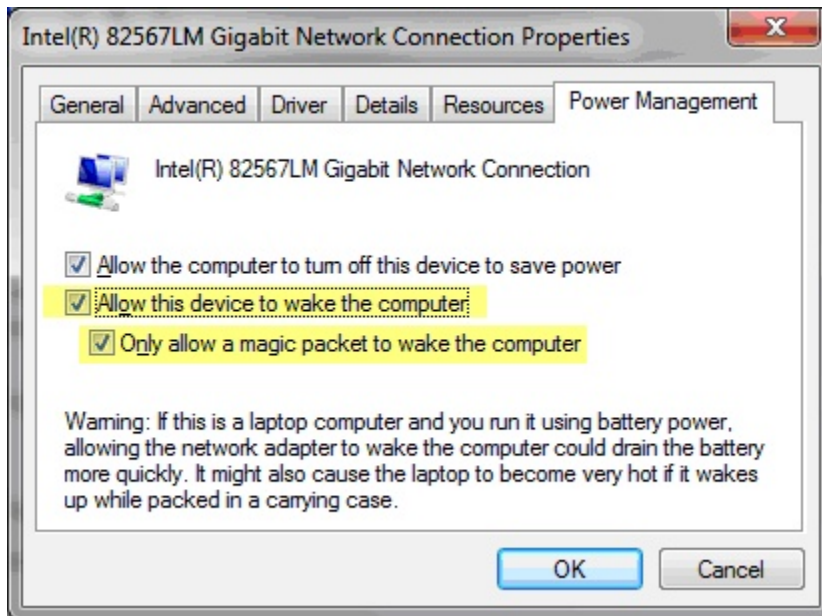 Intel(R) 82567LM Gigabit Network Connection Properties
General Advanced Driver Details Resources Power Management
Intel(R) 82567LM Gigabit Network Connection
Allow the computer to turn off this device to save power
Allow this device to wake the computer
Only allow a magic packet to wake the computer
Warning: If this is a laptop computer and you run it using battery power,
allowing the network adapter to wake the computer could drain the battery
more quickly. It might also cause the laptop to become very hot if it wakes
up while packed in a carrying case.
OK Cancel